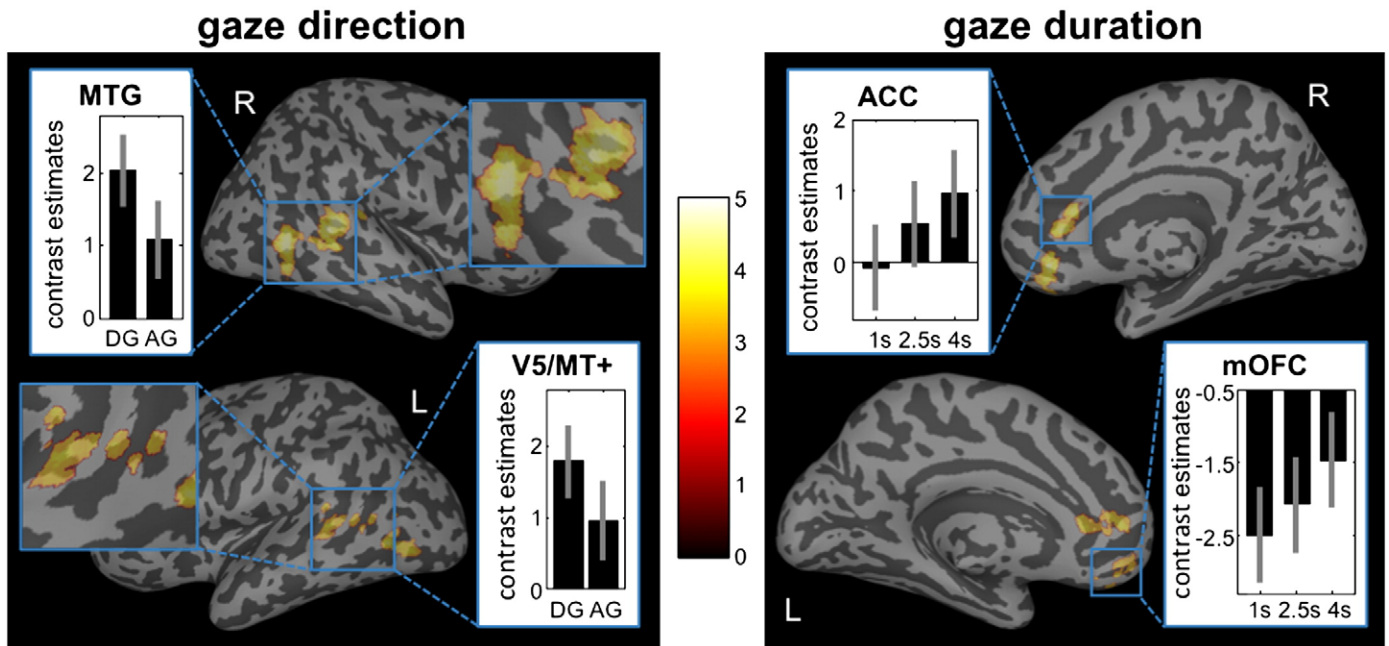 gaze direction
gaze duration
MTG
contrast estimates
2
1
0
DG AG
R
V5/MT+
contrast estimates
2
1
0
DG AG
L
5
4
3
2
1
0
ACC
contrast estimates
2
1
0
1s 2.5s 4s
R
mOFC
contrast estimates
-0.5
-1.5
-2.5
1s 2.5s 4s
L